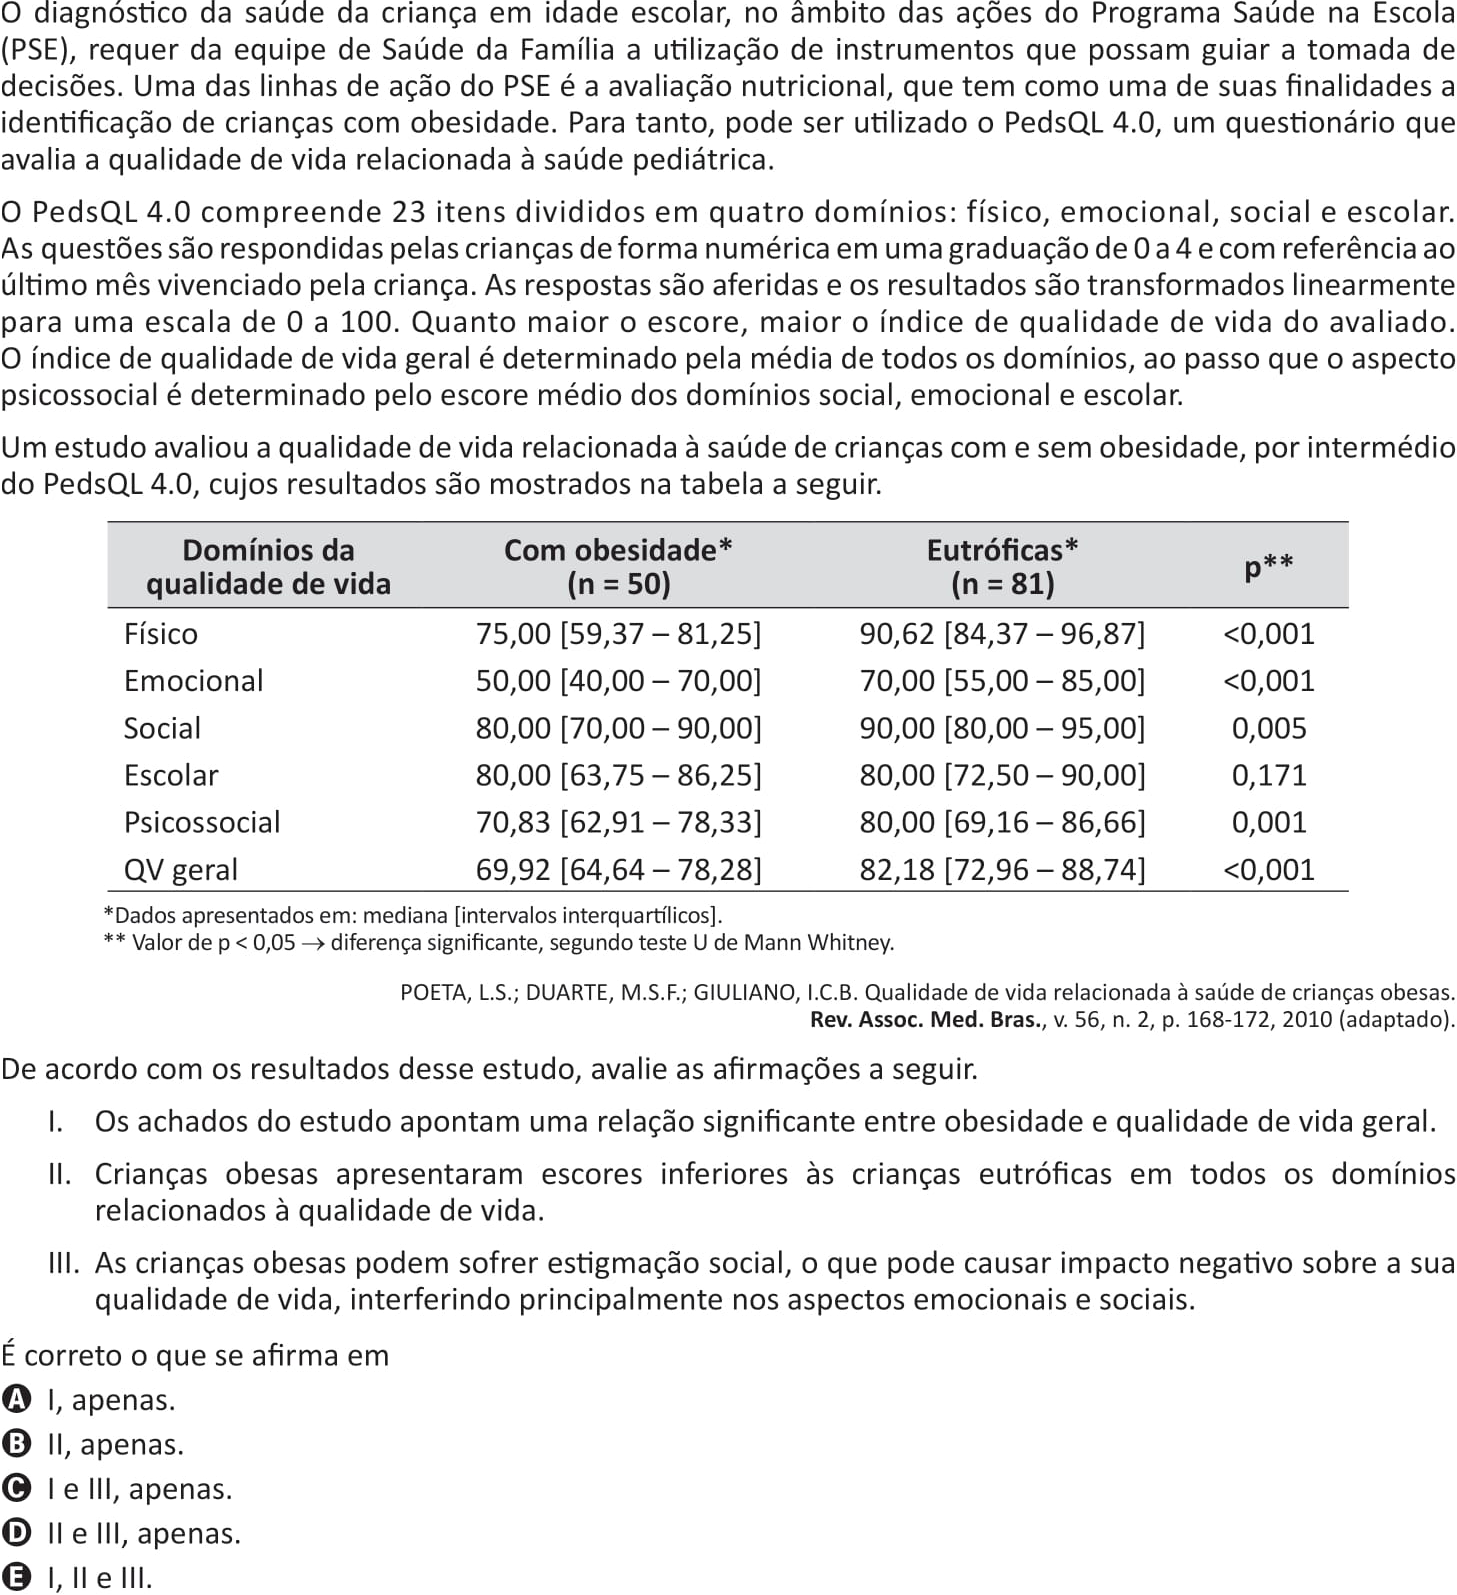 O diagnóstico da saúde da criança em idade escolar, no âmbito das ações do Programa Saúde na Escola
(PSE), requer da equipe de Saúde da Família a utilização de instrumentos que possam guiar a tomada de
decisões. Uma das linhas de ação do PSE é a avaliação nutricional, que tem como uma de suas finalidades a
identificação de crianças com obesidade. Para tanto, pode ser utilizado o PedsQL 4.0, um questionário que
avalia a qualidade de vida relacionada à saúde pediátrica.
O PedsQL 4.0 compreende 23 itens divididos em quatro domínios: físico, emocional, social e escolar.
As questões são respondidas pelas crianças de forma numérica em uma graduação de 0 a 4 e com referência ao
último mês vivenciado pela criança. As respostas são aferidas e os resultados são transformados linearmente
para uma escala de 0 a 100. Quanto maior o escore, maior o índice de qualidade de vida do avaliado.
O índice de qualidade de vida geral é determinado pela média de todos os domínios, ao passo que o aspecto
psicossocial é determinado pelo escore médio dos domínios social, emocional e escolar.
Um estudo avaliou a qualidade de vida relacionada à saúde de crianças com e sem obesidade, por intermédio
do PedsQL 4.0, cujos resultados são mostrados na tabela a seguir.
Domínios da qualidade de vida Com obesidade* (n = 50) Eutróficas* (n = 81) p**
Físico 75,00 [59,37 – 81,25] 90,62 [84,37 – 96,87] <0,001
Emocional 50,00 [40,00 – 70,00] 70,00 [55,00 – 85,00] <0,001
Social 80,00 [70,00 – 90,00] 90,00 [80,00 – 95,00] 0,005
Escolar 80,00 [63,75 – 86,25] 80,00 [72,50 – 90,00] 0,171
Psicossocial 70,83 [62,91 – 78,33] 80,00 [69,16 – 86,66] 0,001
QV geral 69,92 [64,64 – 78,28] 82,18 [72,96 – 88,74] <0,001
*Dados apresentados em: mediana [intervalos interquartílicos].
** Valor de p < 0,05 → diferença significante, segundo teste U de Mann Whitney.
POETA, L.S.; DUARTE, M.S.F.; GIULIANO, I.C.B. Qualidade de vida relacionada à saúde de crianças obesas.
Rev. Assoc. Med. Bras., v. 56, n. 2, p. 168-172, 2010 (adaptado).
De acordo com os resultados desse estudo, avalie as afirmações a seguir.
I. Os achados do estudo apontam uma relação significante entre obesidade e qualidade de vida geral.
II. Crianças obesas apresentaram escores inferiores às crianças eutróficas em todos os domínios
relacionados à qualidade de vida.
III. As crianças obesas podem sofrer estigmação social, o que pode causar impacto negativo sobre a sua
qualidade de vida, interferindo principalmente nos aspectos emocionais e sociais.
É correto o que se afirma em
A I, apenas.
B II, apenas.
C I e III, apenas.
D II e III, apenas.
E I, II e III.